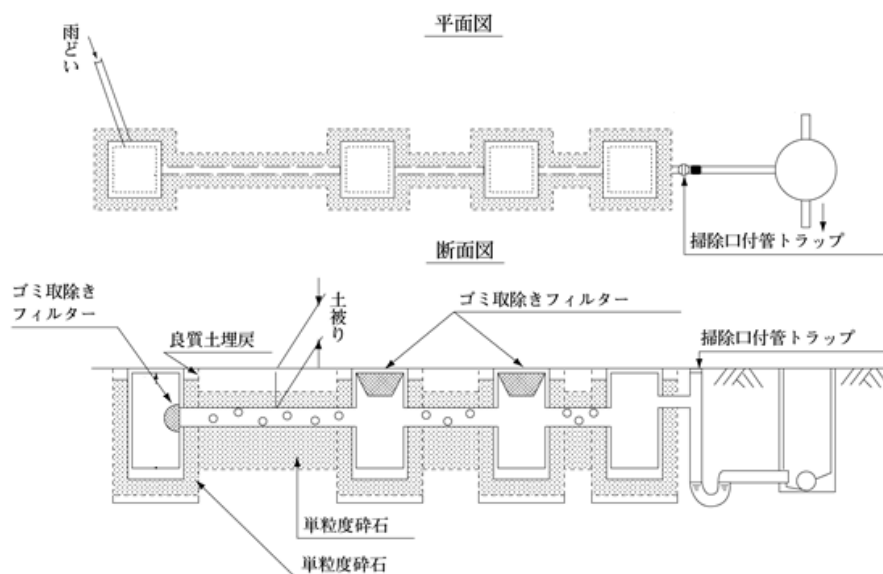 平面図
雨どい
掃除口付管トラップ
断面図
ゴミ取除き
フィルター
良質土埋戻
土被り
ゴミ取除きフィルター
掃除口付管トラップ
単粒度砕石
単粒度砕石